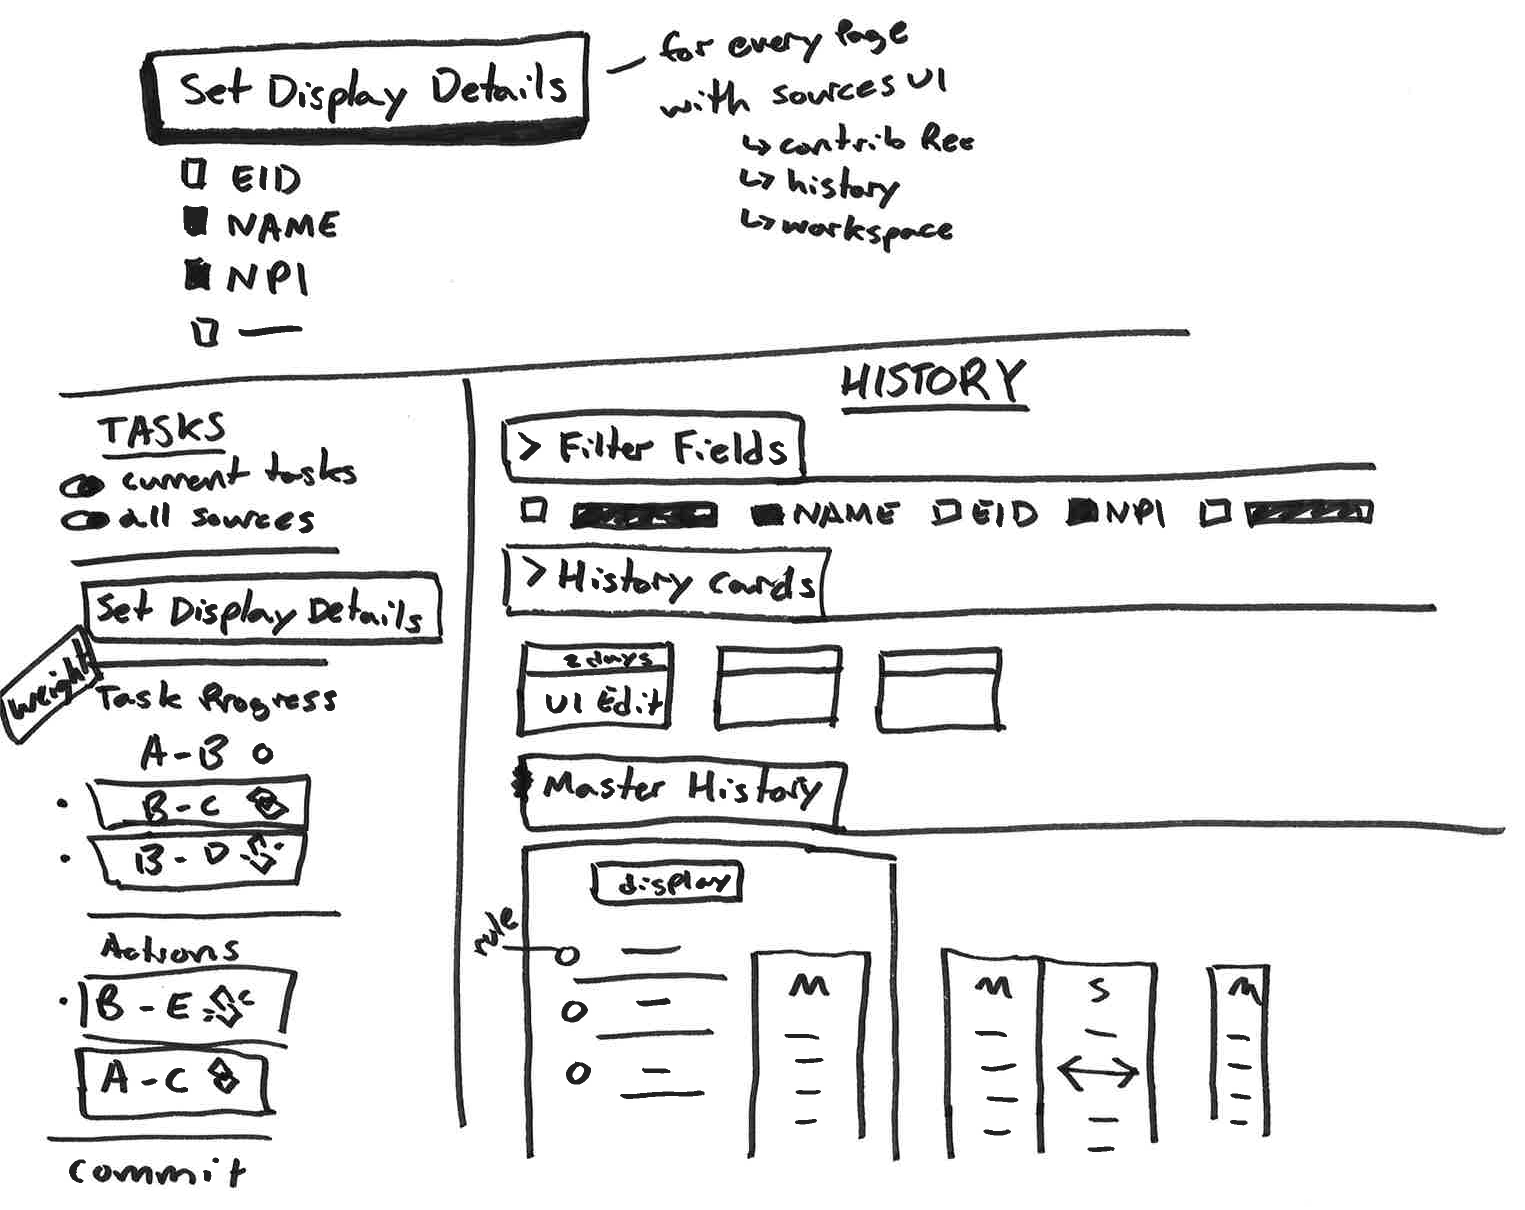 Set Display Details
for every page
with sources UI
↳ contrib Rec
↳ history
↳ workspace
EID
NAME
NPI
TASKS
current tasks
all sources
Set Display Details
weight
Task Progress
A-B
B-C
B-D
Actions
B-E
A-C
Commit
HISTORY
> Filter Fields
NAME EID NPI
> History Cards
2 days
UI Edit
Master History
display
rule
M
M S
M